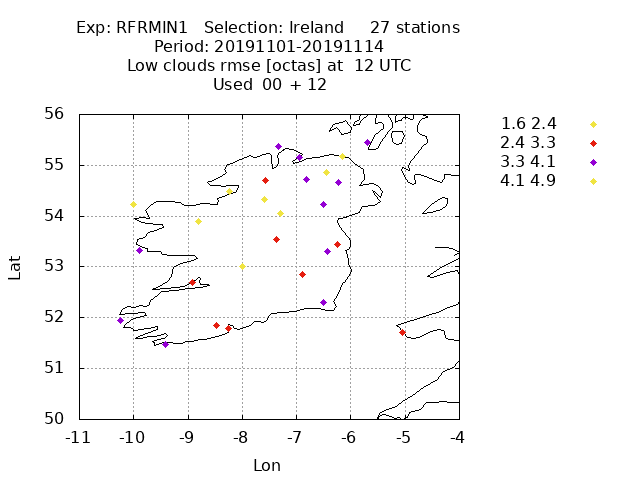 Exp: RFRMIN1 Selection: Ireland 27 stations
Period: 20191101-20191114
Low clouds rmse [octas] at 12 UTC
Used 00 + 12
1.6 2.4
2.4 3.3
3.3 4.1
4.1 4.9
56
55
54
53
52
51
50
Lat
-11 -10 -9 -8 -7 -6 -5 -4
Lon